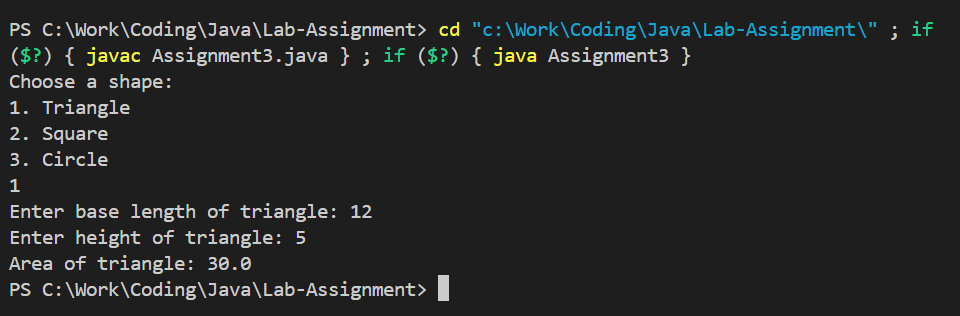 PS C:\Work\Coding\Java\Lab-Assignment> cd "c:\Work\Coding\Java\Lab-Assignment\" ; if
($?) { javac Assignment3.java } ; if ($?) { java Assignment3 }
Choose a shape:
1. Triangle
2. Square
3. Circle
1
Enter base length of triangle: 12
Enter height of triangle: 5
Area of triangle: 30.0
PS C:\Work\Coding\Java\Lab-Assignment>